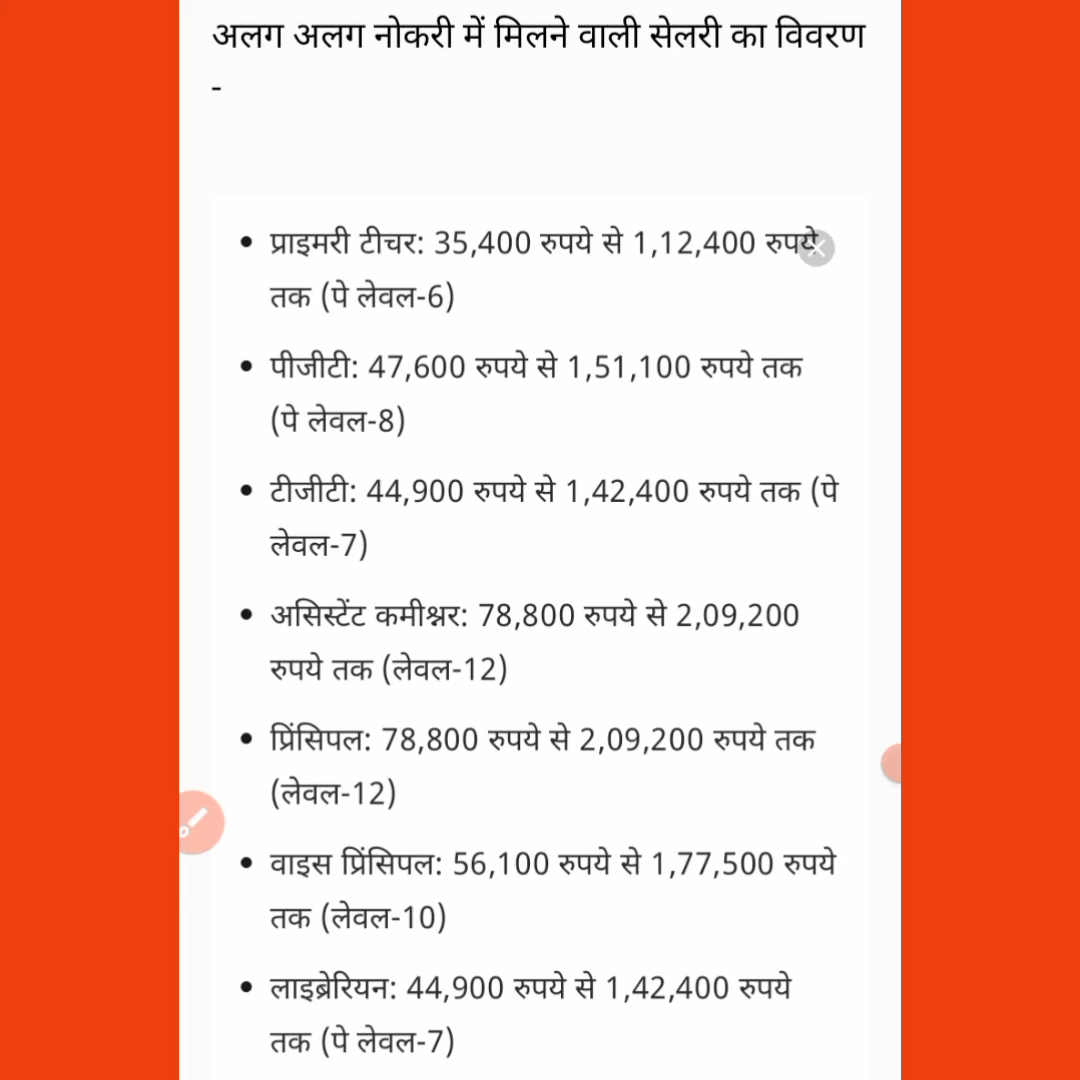 अलग अलग नोकरी में मिलने वाली सेलरी का विवरण
-
• प्राइमरी टीचर: 35,400 रुपये से 1,12,400 रुपये
तक (पे लेवल-6)
• पीजीटी: 47,600 रुपये से 1,51,100 रुपये तक
(पे लेवल-8)
• टीजीटी: 44,900 रुपये से 1,42,400 रुपये तक (पे
लेवल-7)
• असिस्टेंट कमीश्नर: 78,800 रुपये से 2,09,200
रुपये तक (लेवल-12)
• प्रिंसिपल: 78,800 रुपये से 2,09,200 रुपये तक
(लेवल-12)
• वाइस प्रिंसिपल: 56,100 रुपये से 1,77,500 रुपये
तक (लेवल-10)
• लाइब्रेरियन: 44,900 रुपये से 1,42,400 रुपये
तक (पे लेवल-7)